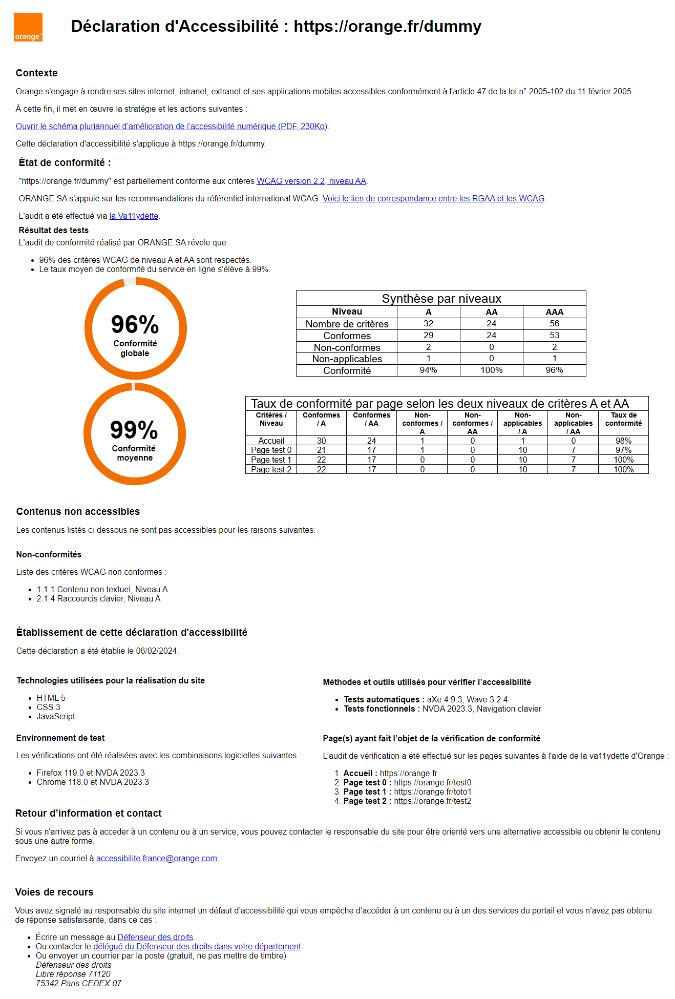 orange™
Déclaration d'Accessibilité : https://orange.fr/dummy
Contexte
Orange s'engage à rendre ses sites internet, intranet, extranet et ses applications mobiles accessibles conformément à l'article 47 de la loi n° 2005-102 du 11 février 2005.
À cette fin, il met en œuvre la stratégie et les actions suivantes :
Ouvrir le schéma pluriannuel d’amélioration de l’accessibilité numérique (PDF, 230Ko).
Cette déclaration d'accessibilité s'applique à https://orange.fr/dummy.
État de conformité :
"https://orange.fr/dummy" est partiellement conforme aux critères WCAG version 2.2, niveau AA.
ORANGE SA s'appuie sur les recommandations du référentiel international WCAG. Voici le lien de correspondance entre les RGAA et les WCAG.
L'audit a été effectué via la Va11ydette.
Résultat des tests
L'audit de conformité réalisé par ORANGE SA révele que :
• 96% des critères WCAG de niveau A et AA sont respectés.
• Le taux moyen de conformité du service en ligne s'élève à 99%.
96%
Conformité
globale
Synthèse par niveaux
Niveau A AA AAA
Nombre de critères 32 24 56
Conformes 29 24 53
Non-conformes 2 0 2
Non-applicables 1 0 1
Conformité 94% 100% 96%
99%
Conformité
moyenne
Taux de conformité par page selon les deux niveaux de critères A et AA
Critères / Conformes Conformes Non- Non- Non- Non- Taux de
Niveau / A / AA conformes / conformes / applicables applicables conformité
A AA / A / AA
Accueil 30 24 1 0 1 0 98%
Page test 0 21 17 1 0 10 7 97%
Page test 1 22 17 0 0 10 7 100%
Page test 2 22 17 0 0 10 7 100%
Contenus non accessibles -
Les contenus listés ci-dessous ne sont pas accessibles pour les raisons suivantes.
Non-conformités
Liste des critères WCAG non conformes :
• 1.1.1 Contenu non textuel, Niveau A
• 2.1.4 Raccourcis clavier, Niveau A
Établissement de cette déclaration d'accessibilité
Cette déclaration a été établie le 06/02/2024.
Technologies utilisées pour la réalisation du site
• HTML 5
• CSS 3
• JavaScript
Méthodes et outils utilisés pour vérifier l’accessibilité
• Tests automatiques : aXe 4.9.3, Wave 3.2.4
• Tests fonctionnels : NVDA 2023.3, Navigation clavier
Environnement de test
Les vérifications ont été réalisées avec les combinaisons logicielles suivantes :
• Firefox 119.0 et NVDA 2023.3
• Chrome 118.0 et NVDA 2023.3
Page(s) ayant fait l’objet de la vérification de conformité
L’audit de vérification a été effectué sur les pages suivantes à l'aide de la va11ydette d'Orange :
1. Accueil : https://orange.fr
2. Page test 0 : https://orange.fr/test0
3. Page test 1 : https://orange.fr/toto1
4. Page test 2 : https://orange.fr/test2
Retour d’information et contact
Si vous n'arrivez pas à acceder à un contenu ou à un service, vous pouvez contacter le responsable du site pour être orienté vers une alternative accessible ou obtenir le contenu
sous une autre forme.
Envoyez un courriel à accessibilite.france@orange.com.
Voies de recours
Vous avez signalé au responsable du site internet un défaut d’accessibilité qui vous empêche d’accéder à un contenu ou à un des services du portail et vous n’avez pas obtenu
de réponse satisfaisante, dans ce cas :
• Écrire un message au Défenseur des droits.
• Ou contacter le délégué du Défenseur des droits dans votre département.
• Ou envoyer un courrier par la poste (gratuit, ne pas mettre de timbre)
Défenseur des droits
Libre réponse 71120
75342 Paris CEDEX 07